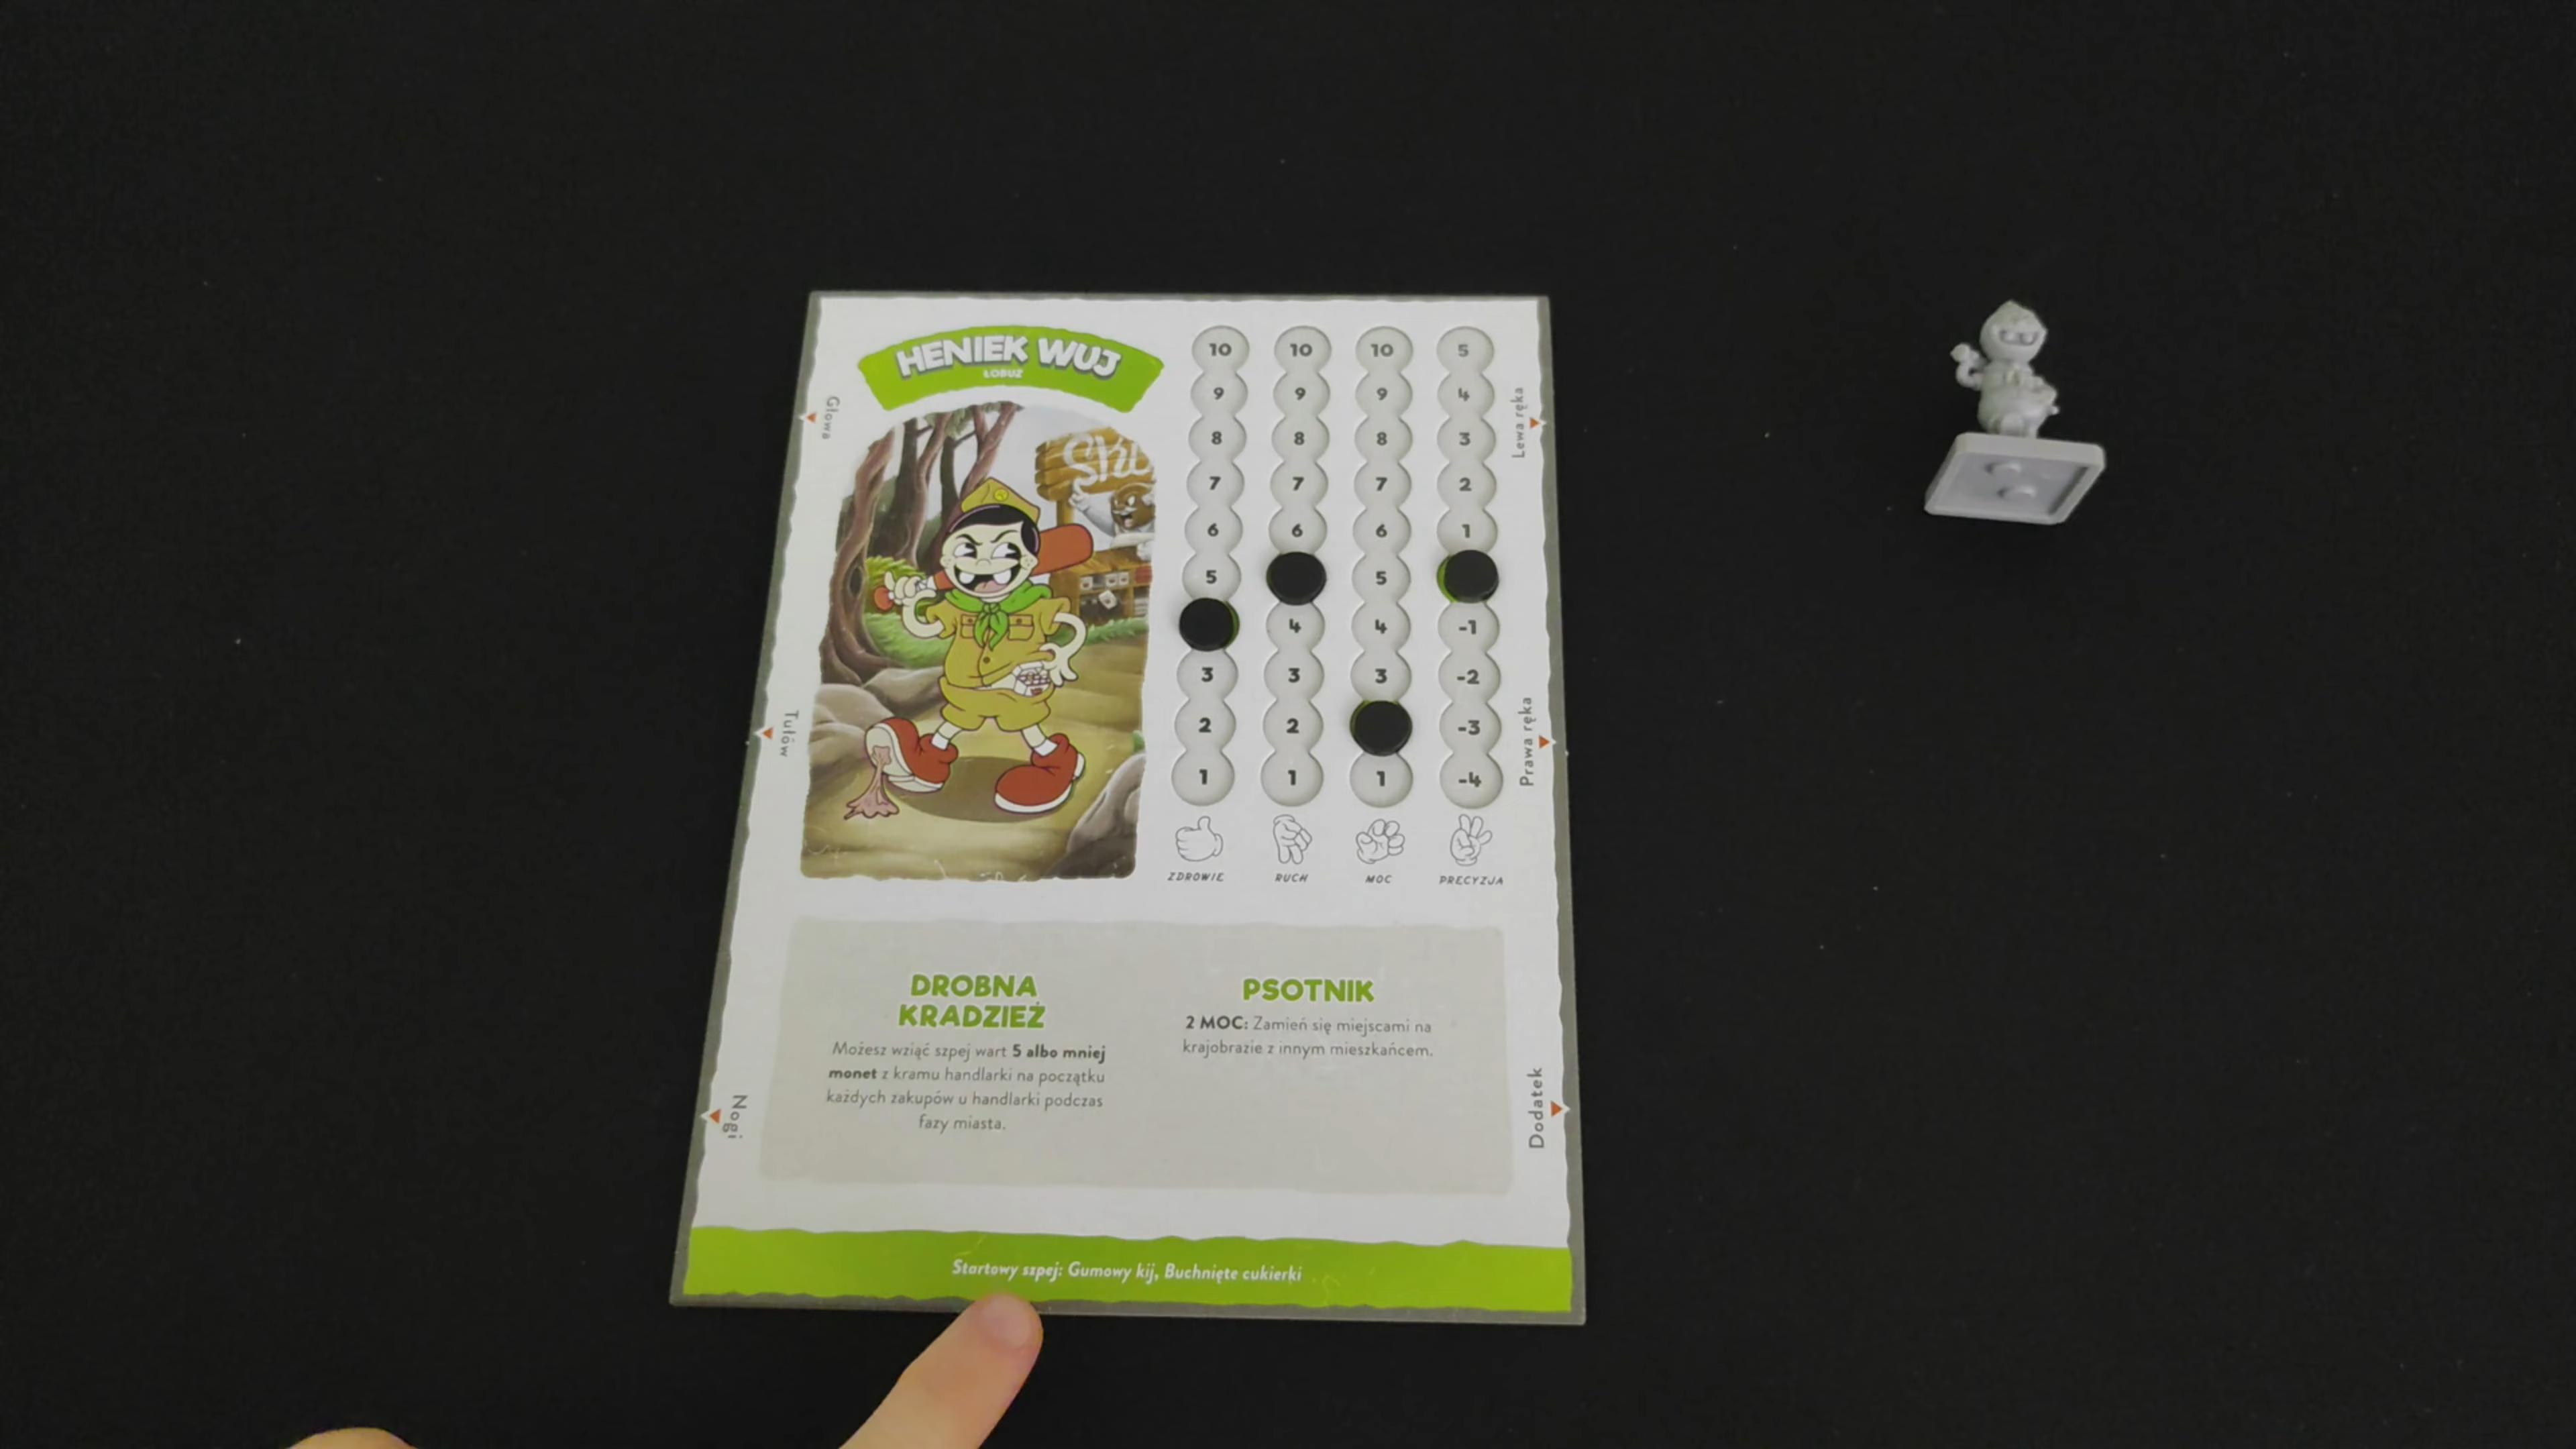 HENIEK WUJ
ŁOBUZ
Głowa
Tułów
Nogi
Lewa ręka
Prawa ręka
Dodatek
10 10 10 5
9 9 9 4
8 8 8 3
7 7 7 2
6 6 6 1
5 5
4 4 -1
3 3 3 -2
2 2 -3
1 1 1 -4
ZDROWIE RUCH MOC PRECYZJA
DROBNA
KRADZIEŻ
Możesz wziąć szpej wart 5 albo mniej
monet z kramu handlarki na początku
każdych zakupów u handlarki podczas
fazy miasta.
PSOTNIK
2 MOC: Zamień się miejscami na
krajobrazie z innym mieszkańcem.
Startowy szpej: Gumowy kij, Buchnięte cukierki